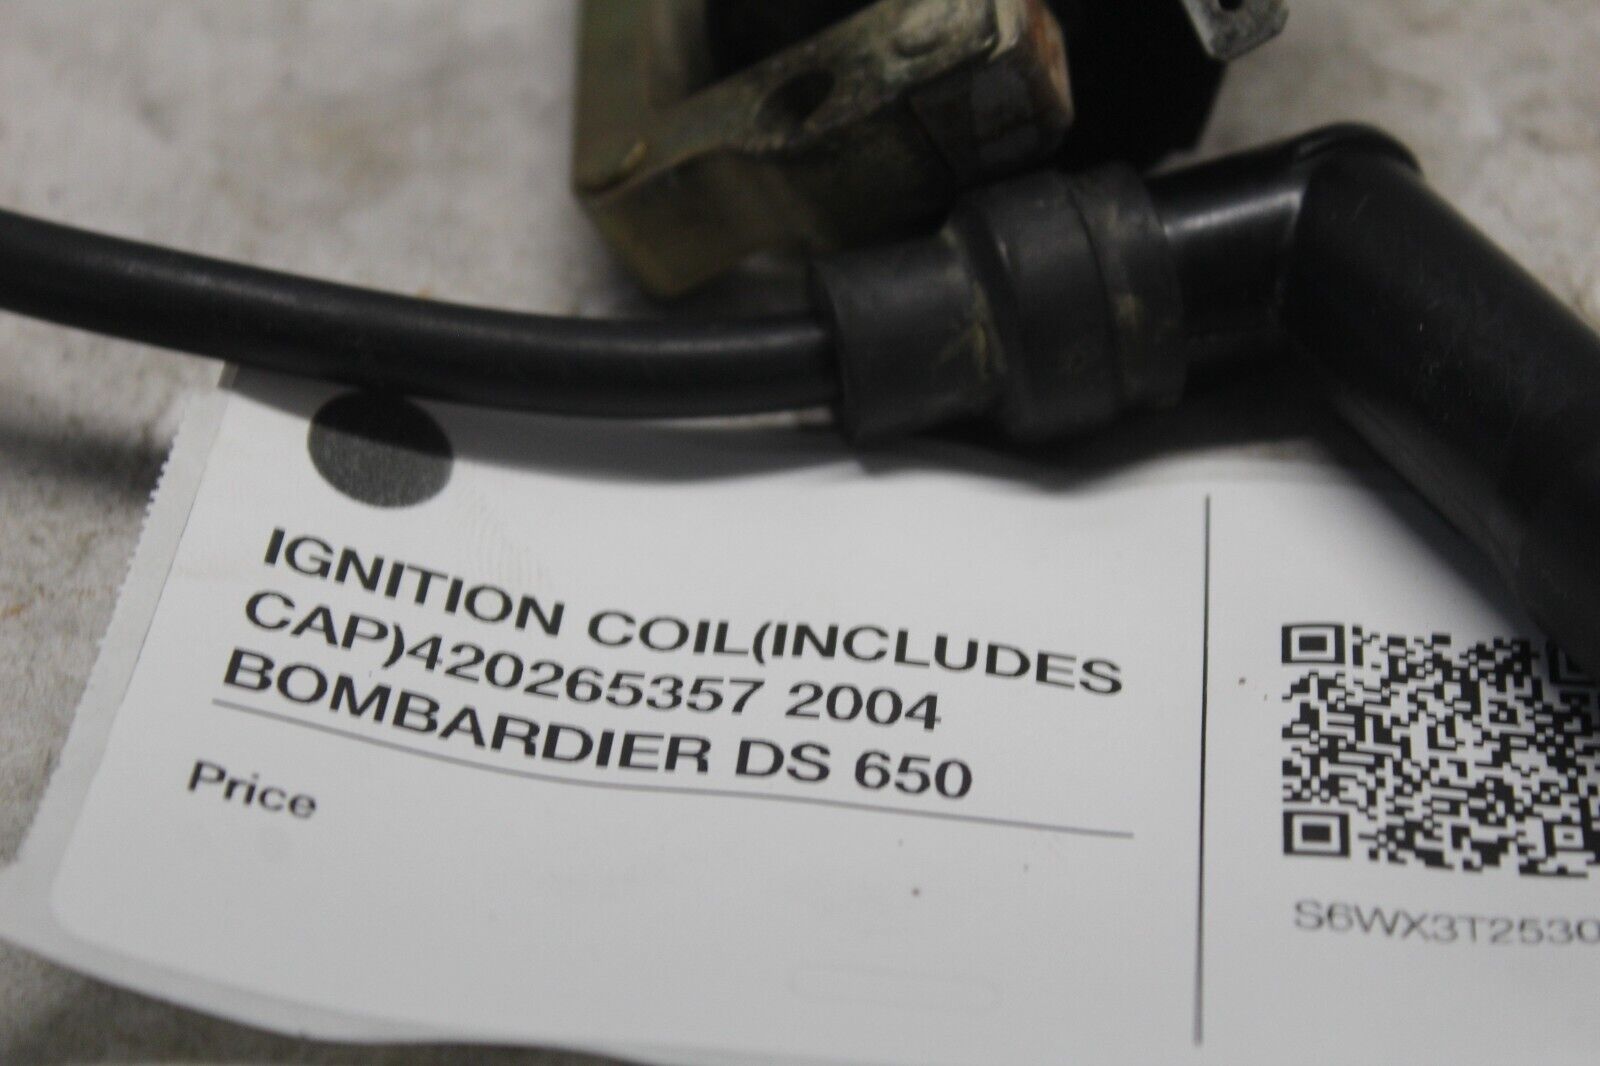 IGNITION COIL(INCLUDES
CAP)420265357 2004
BOMBARDIER DS 650
Price
S6WX3T2530